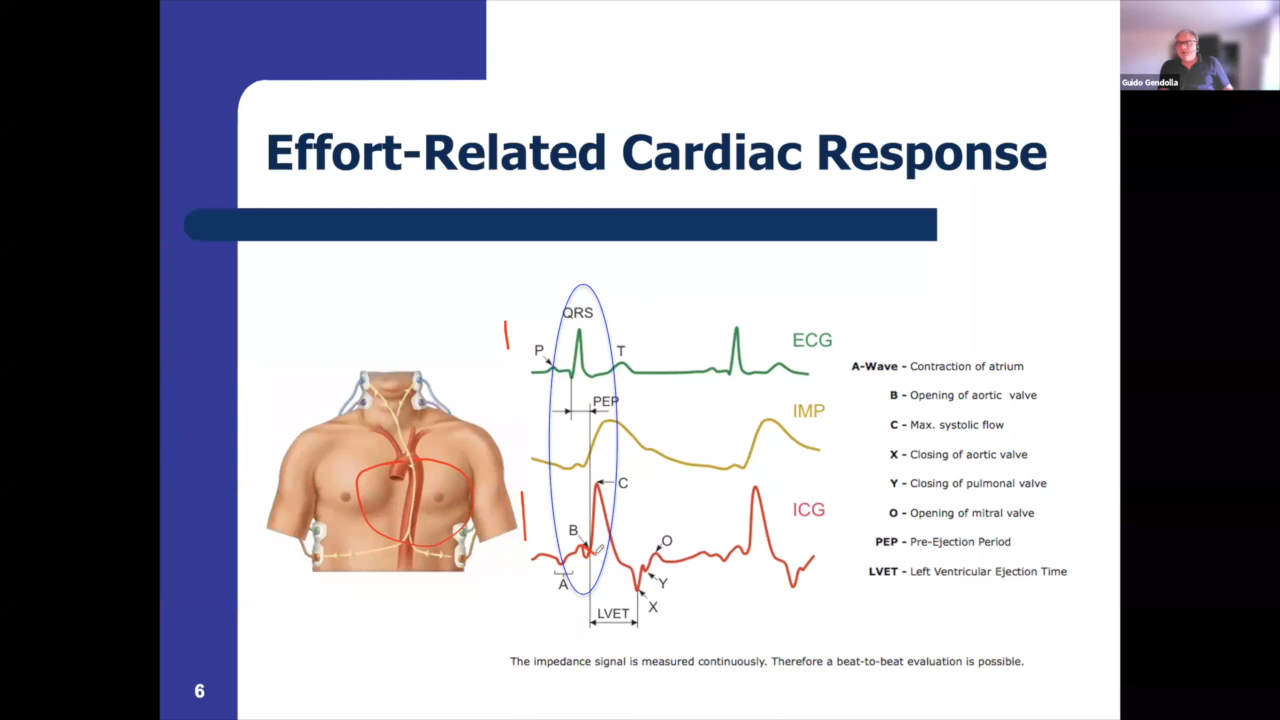 Guido Gendolla
Effort-Related Cardiac Response
QRS
P
T
ECG
PEP
IMP
C
ICG
B
O
A
Y
X
LVET
A-Wave - Contraction of atrium
B - Opening of aortic valve
C - Max. systolic flow
X - Closing of aortic valve
Y - Closing of pulmonal valve
O - Opening of mitral valve
PEP - Pre-Ejection Period
LVET - Left Ventricular Ejection Time
The impedance signal is measured continuously. Therefore a beat-to-beat evaluation is possible.
6